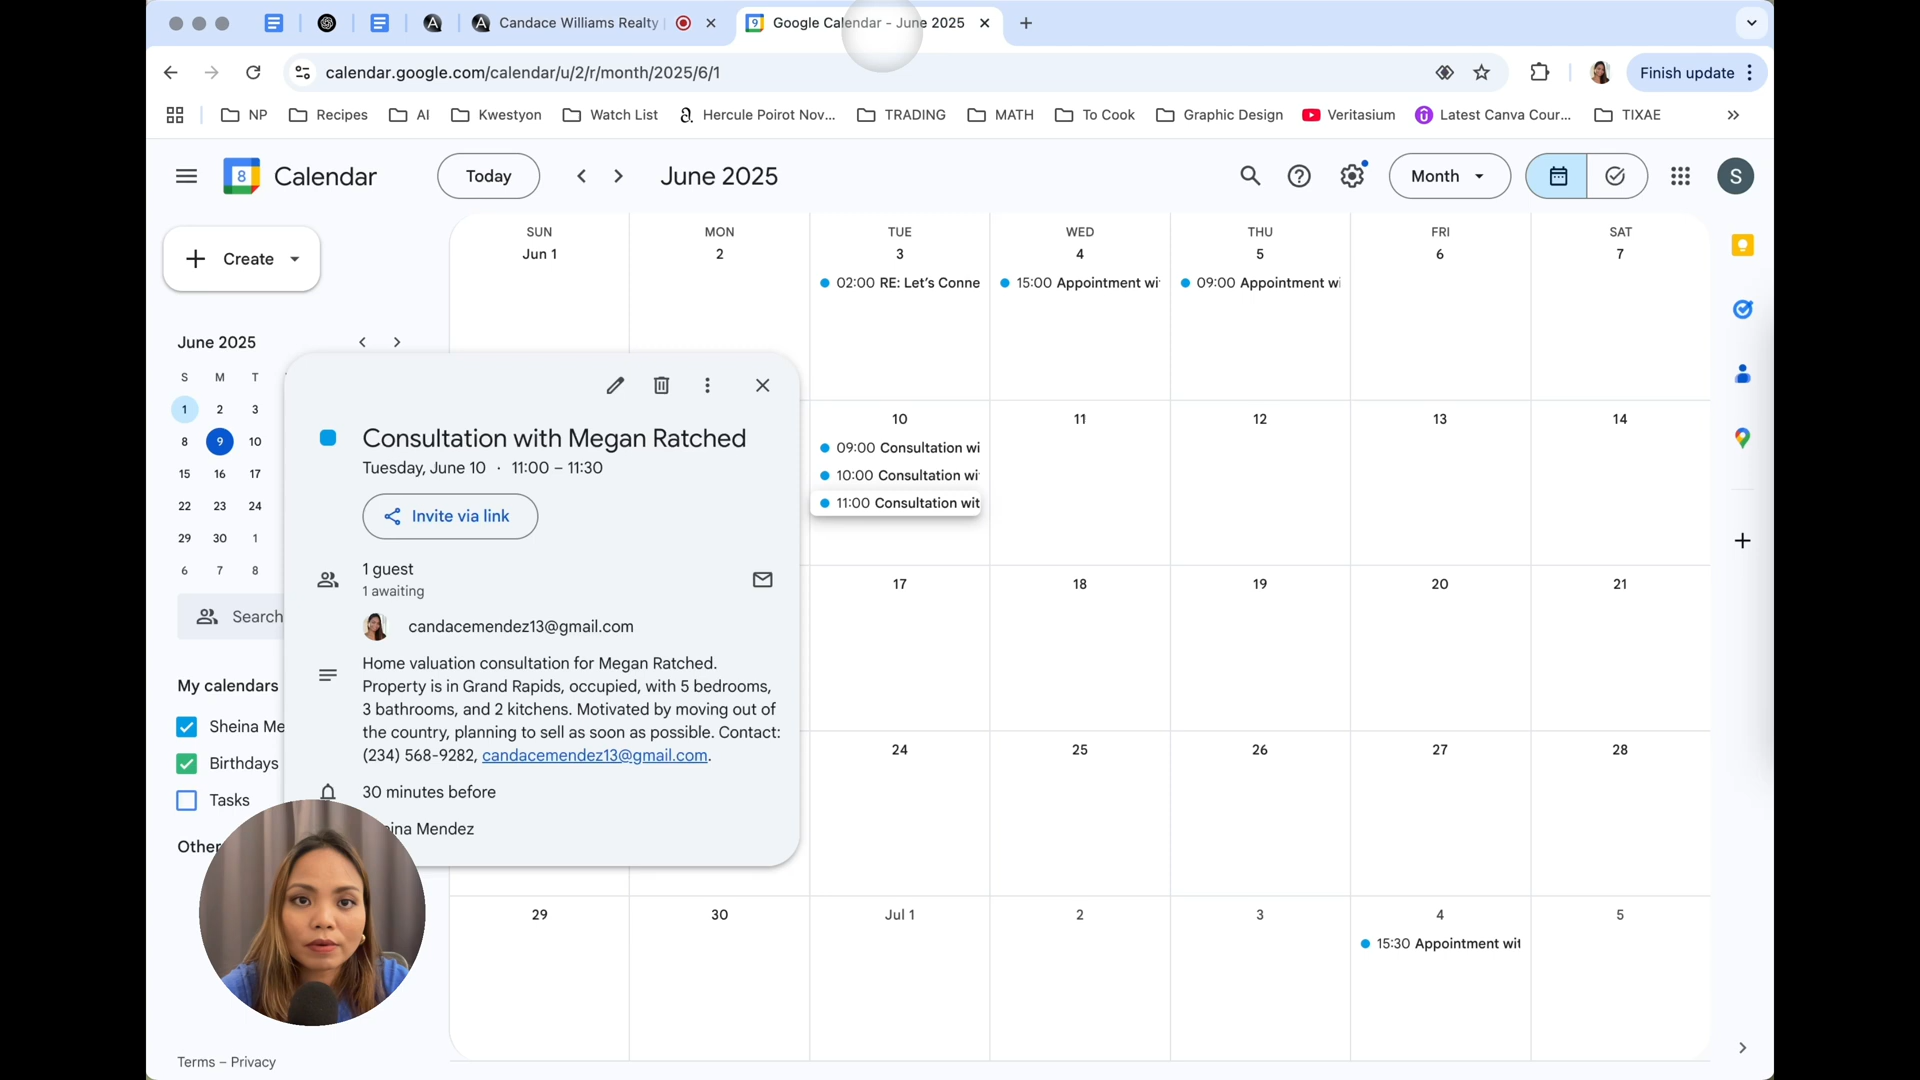 Candace Williams Realty
Google Calendar - June 2025
calendar.google.com/calendar/u/2/r/month/2025/6/1
Finish update
NP
Recipes
AI
Kwestyon
Watch List
Hercule Poirot Nov...
TRADING
MATH
To Cook
Graphic Design
Veritasium
Latest Canva Cour...
TIXAE
8
Calendar
Today
June 2025
Month
S
Create
June 2025
S M T
1 2 3
8 9 10
15 16 17
22 23 24
29 30 1
6 7 8
Search
My calendars
Sheina Me
Birthdays
Tasks
Other
Terms – Privacy
SUN MON TUE WED THU FRI SAT
Jun 1 2 3 4 5 6 7
02:00 RE: Let's Conne
15:00 Appointment wi
09:00 Appointment wi
10 11 12 13 14
09:00 Consultation wi
10:00 Consultation wi
11:00 Consultation wit
17 18 19 20 21
24 25 26 27 28
29 30 Jul 1 2 3 4 5
15:30 Appointment wit
Consultation with Megan Ratched
Tuesday, June 10 · 11:00 – 11:30
Invite via link
1 guest
1 awaiting
candacemendez13@gmail.com
Home valuation consultation for Megan Ratched.
Property is in Grand Rapids, occupied, with 5 bedrooms,
3 bathrooms, and 2 kitchens. Motivated by moving out of
the country, planning to sell as soon as possible. Contact:
(234) 568-9282, candacemendez13@gmail.com.
30 minutes before
ina Mendez